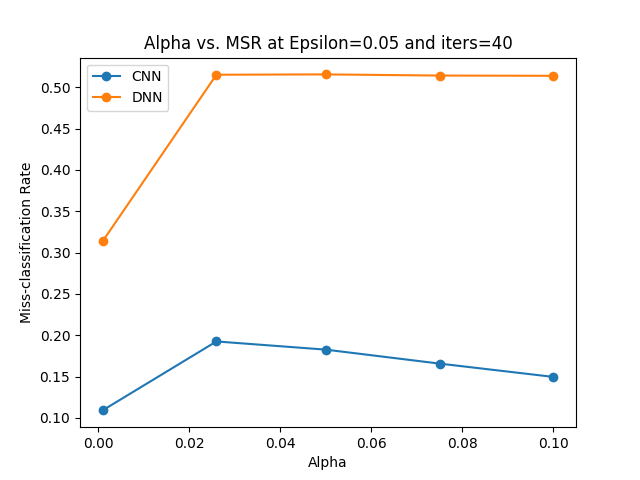 Alpha vs. MSR at Epsilon=0.05 and iters=40
CNN
DNN
Miss-classification Rate
0.50
0.45
0.40
0.35
0.30
0.25
0.20
0.15
0.10
0.00 0.02 0.04 0.06 0.08 0.10
Alpha